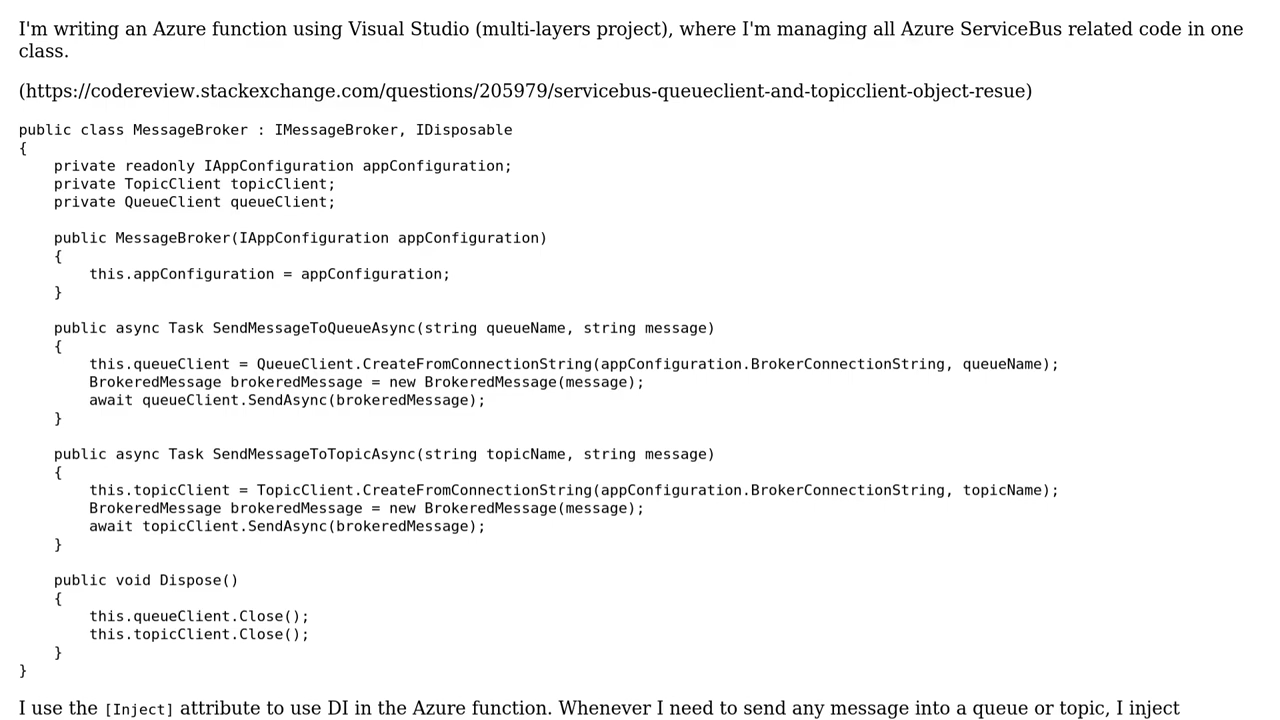 I'm writing an Azure function using Visual Studio (multi-layers project), where I'm managing all Azure ServiceBus related code in one
class.
(https://codereview.stackexchange.com/questions/205979/servicebus-queueclient-and-topicclient-object-resue)
public class MessageBroker : IMessageBroker, IDisposable
{
    private readonly IAppConfiguration appConfiguration;
    private TopicClient topicClient;
    private QueueClient queueClient;

    public MessageBroker(IAppConfiguration appConfiguration)
    {
        this.appConfiguration = appConfiguration;
    }

    public async Task SendMessageToQueueAsync(string queueName, string message)
    {
        this.queueClient = QueueClient.CreateFromConnectionString(appConfiguration.BrokerConnectionString, queueName);
        BrokeredMessage brokeredMessage = new BrokeredMessage(message);
        await queueClient.SendAsync(brokeredMessage);
    }

    public async Task SendMessageToTopicAsync(string topicName, string message)
    {
        this.topicClient = TopicClient.CreateFromConnectionString(appConfiguration.BrokerConnectionString, topicName);
        BrokeredMessage brokeredMessage = new BrokeredMessage(message);
        await topicClient.SendAsync(brokeredMessage);
    }

    public void Dispose()
    {
        this.queueClient.Close();
        this.topicClient.Close();
    }
}
I use the [Inject] attribute to use DI in the Azure function. Whenever I need to send any message into a queue or topic, I inject